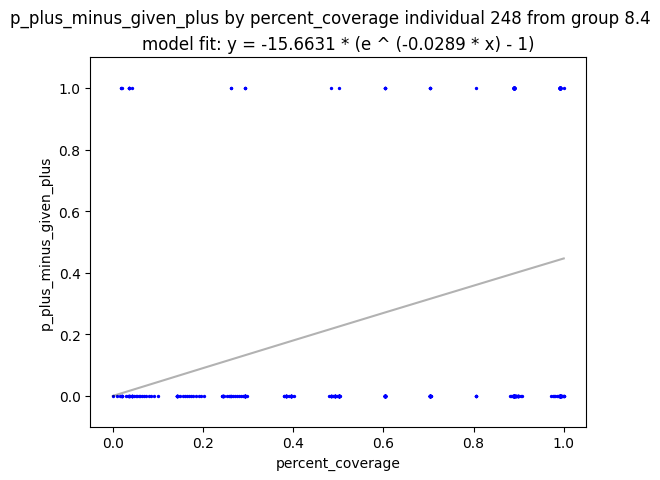 p_plus_minus_given_plus by percent_coverage individual 248 from group 8.4
model fit: y = -15.6631 * (e ^ (-0.0289 * x) - 1)
1.0
0.8
0.6
0.4
0.2
0.0
p_plus_minus_given_plus
0.0 0.2 0.4 0.6 0.8 1.0
percent_coverage